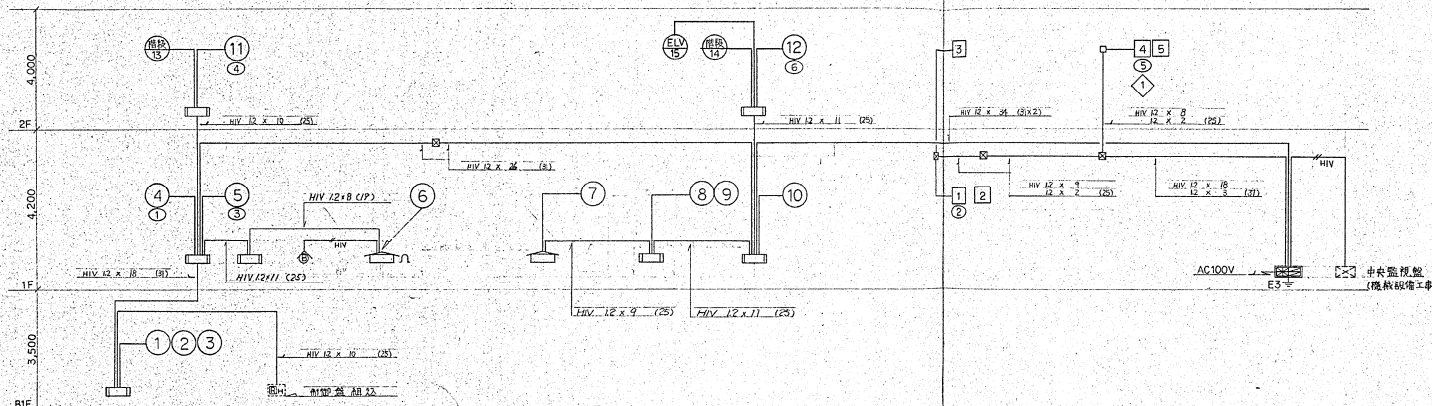 4,000
4,200
3,500
2F
1F
B1F
階段
13
11
4
HIV 1.2 × 10 (25)
ELV
15
階段
14
12
6
HIV 1.2 × 11 (25)
3
4 5
5
1
HIV 1.2 × 34 (31×2)
HIV 1.2 × 8
1.2 × 2 (25)
HIV 1.2 × 26 (31)
4
1
5
3
HIV 1.2×8 (19)
6
HIV
B
HIV 1.2×11 (25)
HIV 1.2 × 18 (31)
7
8 9
10
HIV 1.2 × 9 (25)
HIV 1.2 × 11 (25)
1 2
2
HIV 1.2 × 9
1.2 × 2 (25)
HIV 1.2 × 18
1.2 × 3 (31)
HIV
AC100V
E3
中央監視盤
(機械設備工事
1 2 3
HIV 1.2 × 10 (25)
制御盤組込